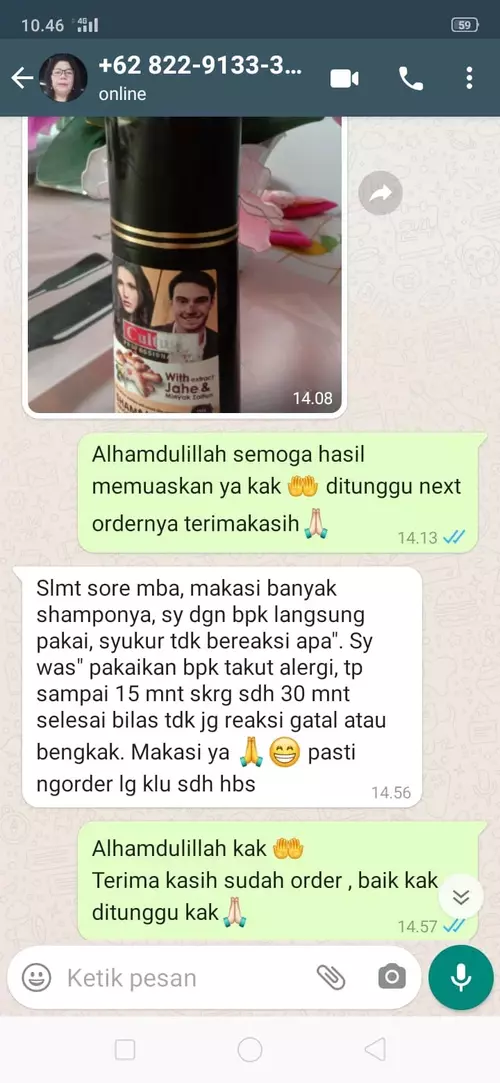 10.46
4G
59
+62 822-9133-3...
online
With extract
Jahe &
Minyak Zaitun
14.08
Alhamdulillah semoga hasil
memuaskan ya kak 🤲 ditunggu next
ordernya terimakasih🙏🏻
14.13
Slmt sore mba, makasi banyak
shamponya, sy dgn bpk langsung
pakai, syukur tdk bereaksi apa". Sy
was" pakaikan bpk takut alergi, tp
sampai 15 mnt skrg sdh 30 mnt
selesai bilas tdk jg reaksi gatal atau
bengkak. Makasi ya 🙏😁 pasti
ngorder lg klu sdh hbs
14.56
Alhamdulillah kak 🤲
Terima kasih sudah order , baik kak
ditunggu kak🙏🏻
14.57
Ketik pesan